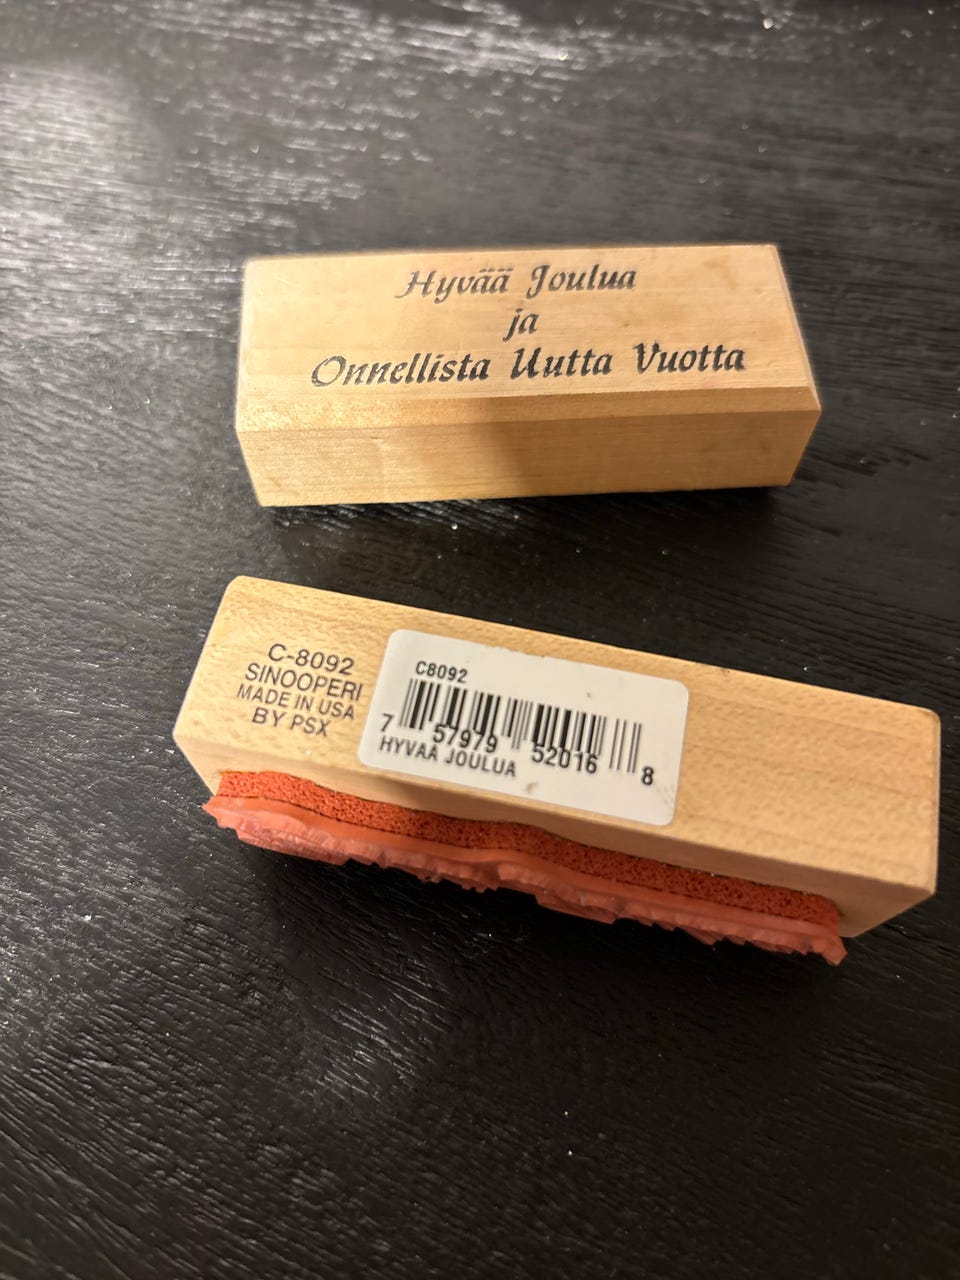 Hyvää Joulua
ja
Onnellista Uutta Vuotta
C-8092
SINOOPERI
MADE IN USA
BY PSX
C8092
7 57979 52016 8
HYVAÄ JOULUA